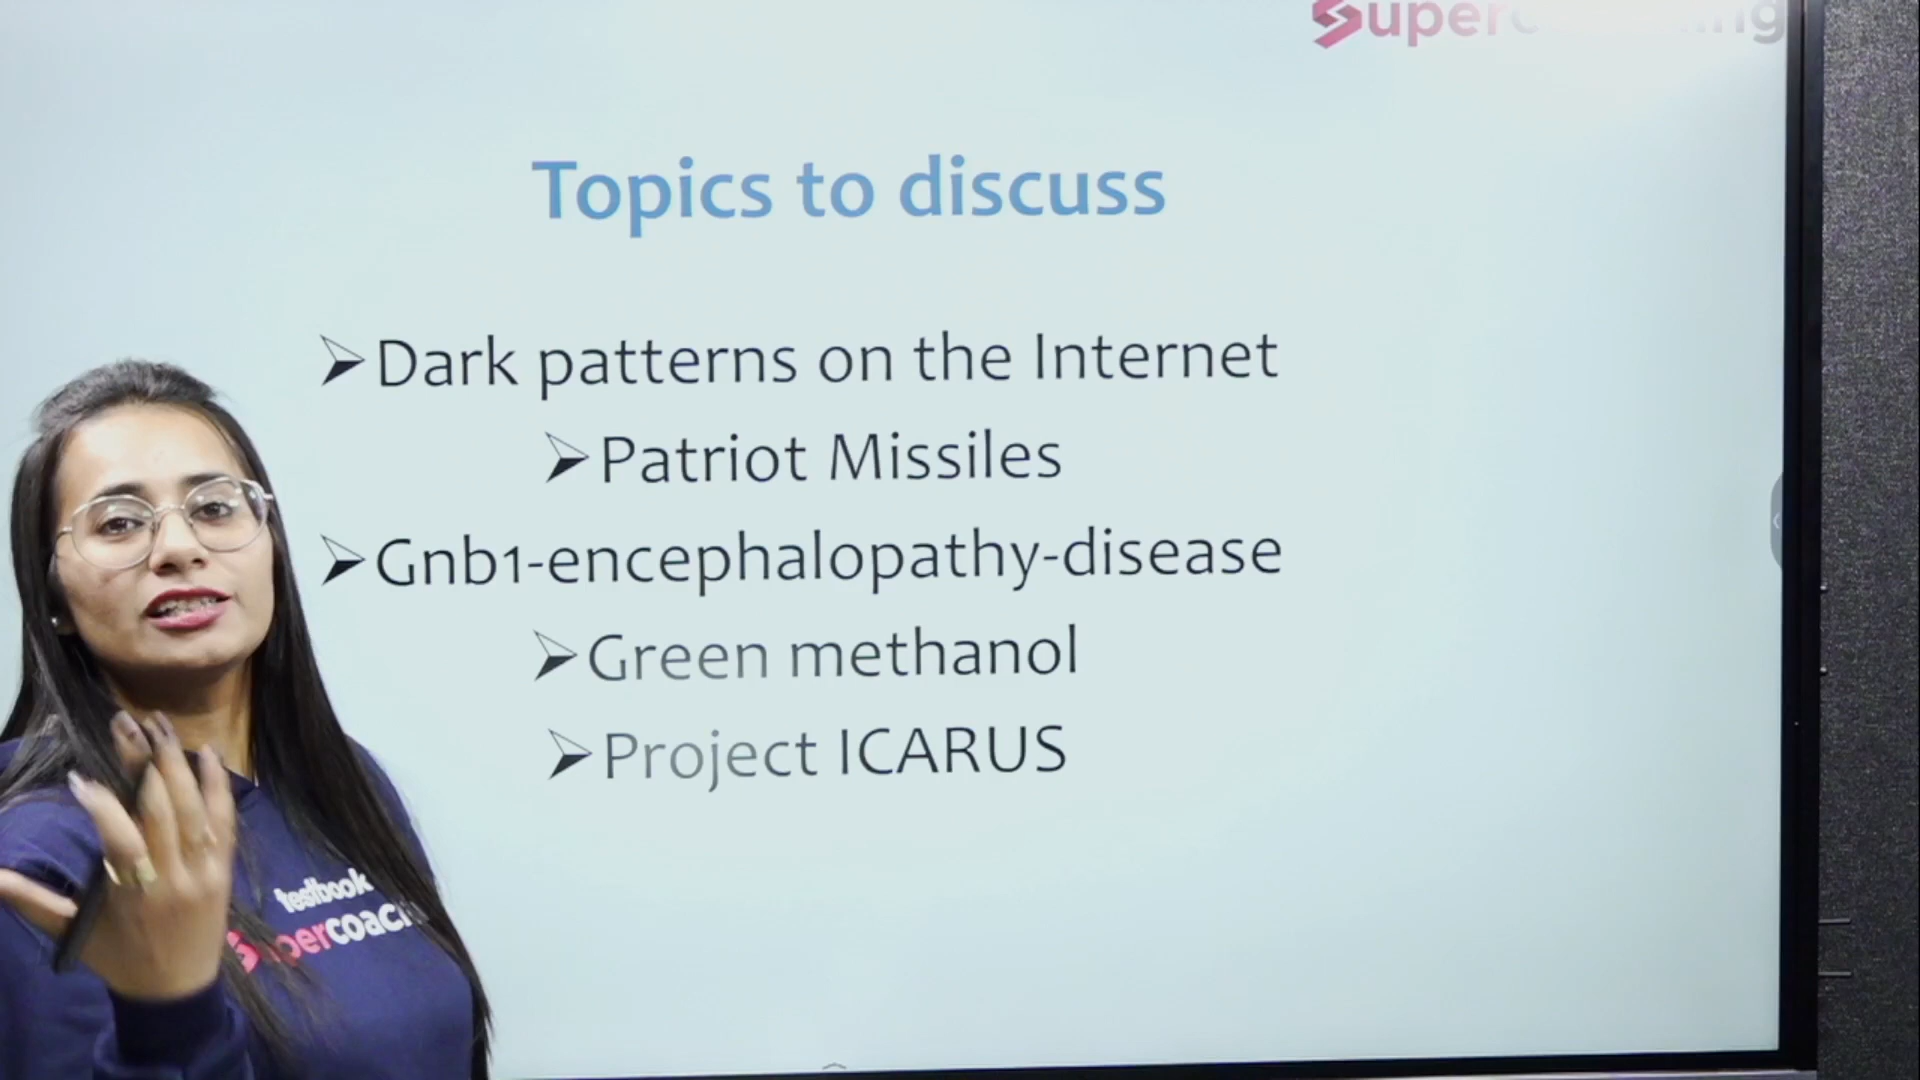 Topics to discuss
Dark patterns on the Internet
Patriot Missiles
Gnb1-encephalopathy-disease
Green methanol
Project ICARUS
testbook